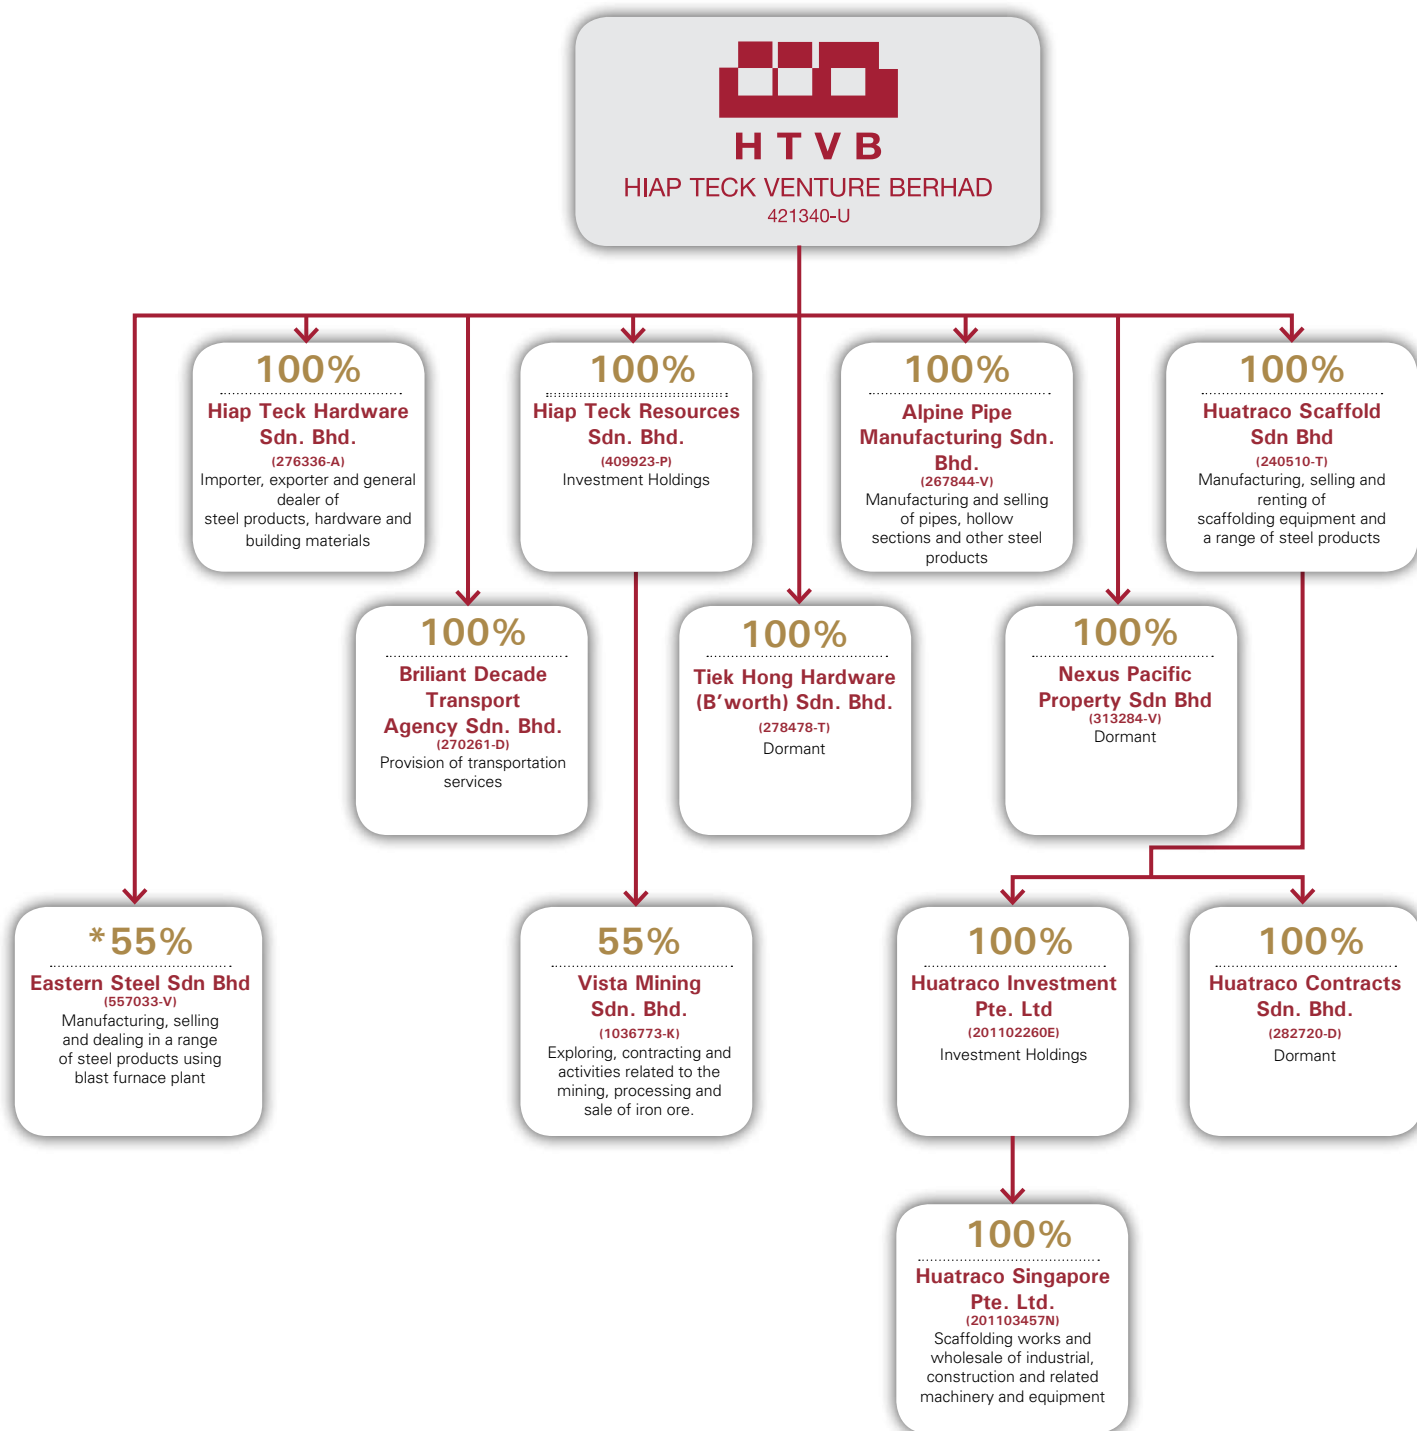 HTVB
HIAP TECK VENTURE BERHAD
421340-U
100%
Hiap Teck Hardware
Sdn. Bhd.
(276336-A)
Importer, exporter and general
dealer of
steel products, hardware and
building materials
100%
Hiap Teck Resources
Sdn. Bhd.
(409923-P)
Investment Holdings
100%
Alpine Pipe
Manufacturing Sdn.
Bhd.
(267844-V)
Manufacturing and selling
of pipes, hollow
sections and other steel
products
100%
Huatraco Scaffold
Sdn Bhd
(240510-T)
Manufacturing, selling and
renting of
scaffolding equipment and
a range of steel products
100%
Briliant Decade
Transport
Agency Sdn. Bhd.
(270261-D)
Provision of transportation
services
100%
Tiek Hong Hardware
(B’worth) Sdn. Bhd.
(278478-T)
Dormant
100%
Nexus Pacific
Property Sdn Bhd
(313284-V)
Dormant
*55%
Eastern Steel Sdn Bhd
(557033-V)
Manufacturing, selling
and dealing in a range
of steel products using
blast furnace plant
55%
Vista Mining
Sdn. Bhd.
(1036773-K)
Exploring, contracting and
activities related to the
mining, processing and
sale of iron ore.
100%
Huatraco Investment
Pte. Ltd
(201102260E)
Investment Holdings
100%
Huatraco Contracts
Sdn. Bhd.
(282720-D)
Dormant
100%
Huatraco Singapore
Pte. Ltd.
(201103457N)
Scaffolding works and
wholesale of industrial,
construction and related
machinery and equipment